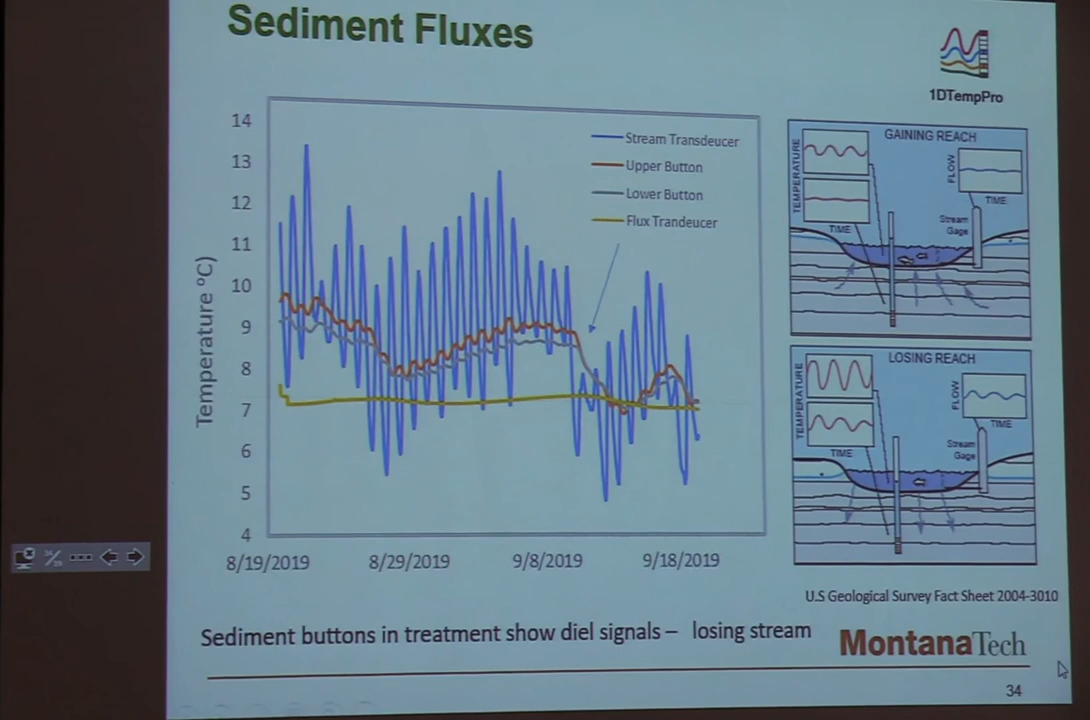 Sediment Fluxes
1DTempPro
Temperature ºC)
14
13
12
11
10
9
8
7
6
5
4
8/19/2019
8/29/2019
9/8/2019
9/18/2019
Stream Transdeucer
Upper Button
Lower Button
Flux Trandeucer
GAINING REACH
TEMPERATURE
TIME
FLOW
TIME
Stream
Gage
LOSING REACH
TEMPERATURE
TIME
FLOW
TIME
Stream
Gage
U.S Geological Survey Fact Sheet 2004-3010
Sediment buttons in treatment show diel signals – losing stream
MontanaTech
34